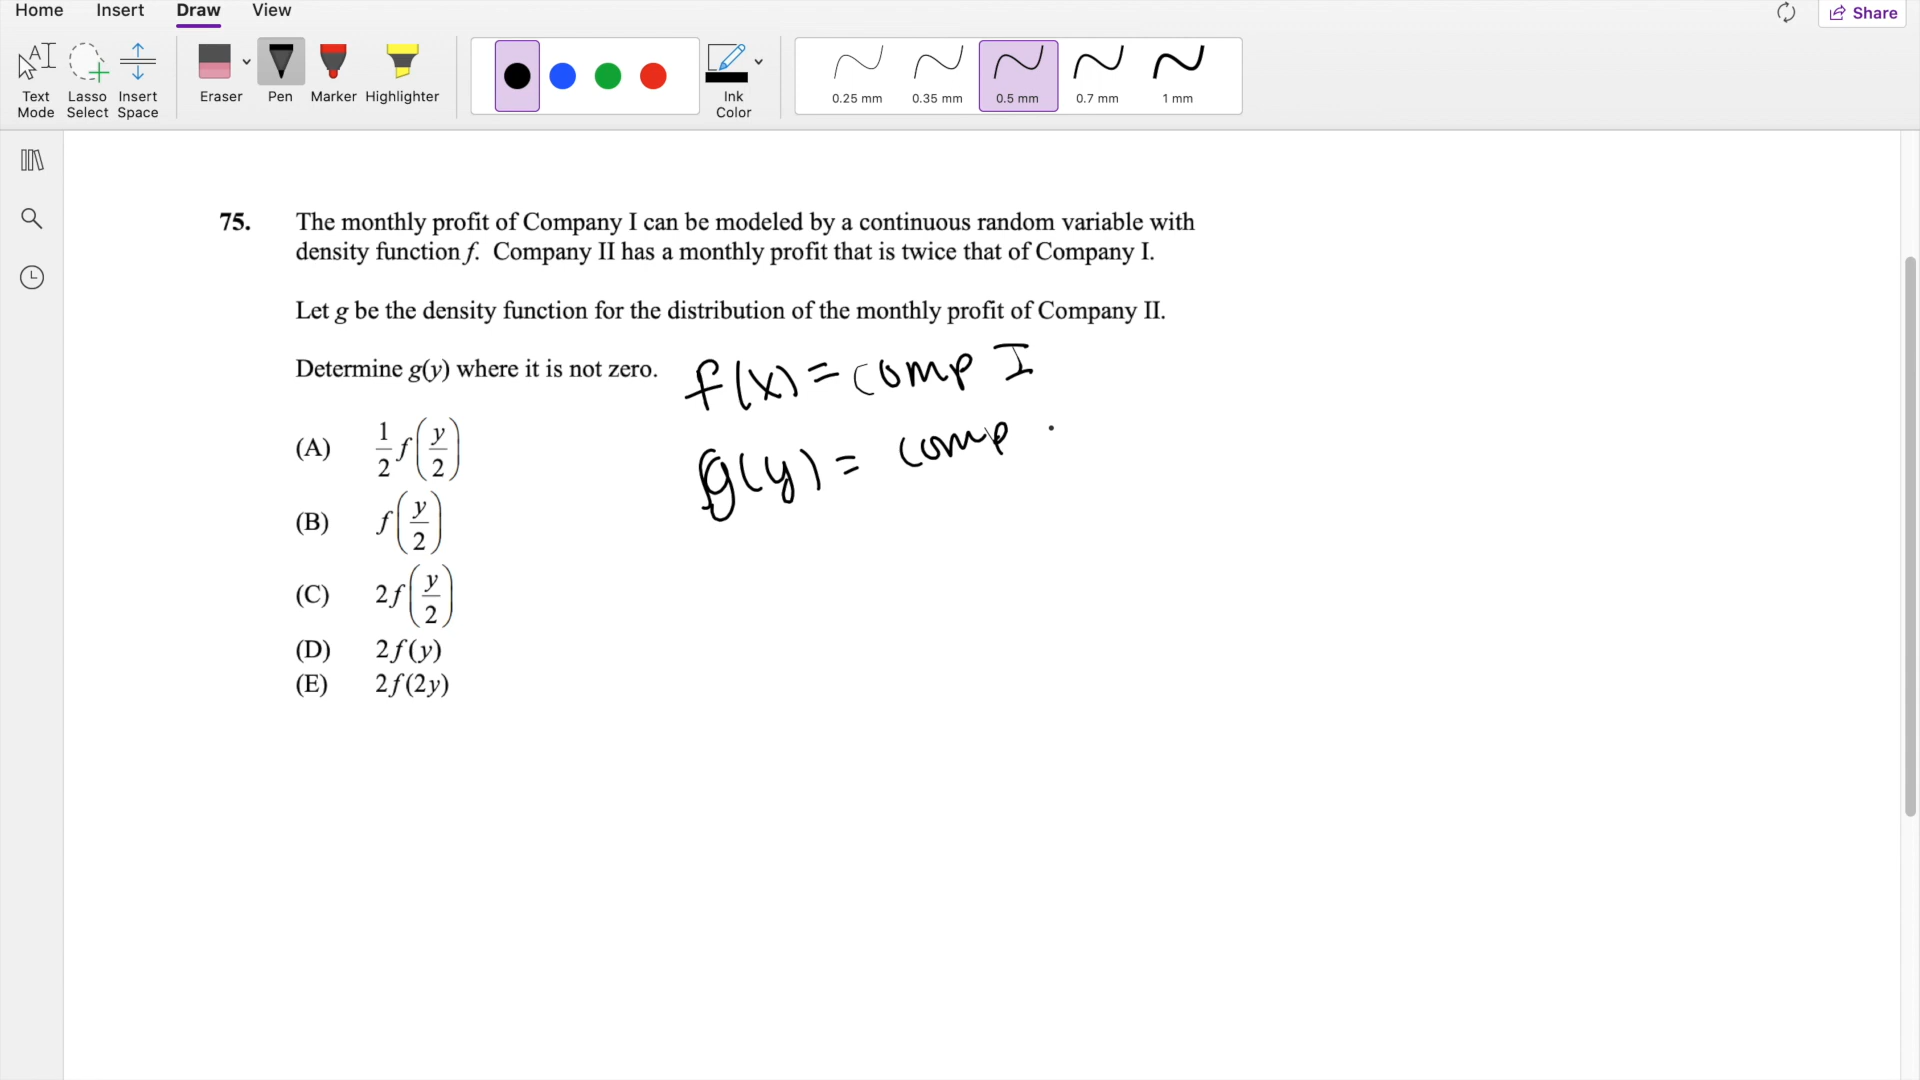 Home Insert Draw View
Share
Text Mode
Lasso Select
Insert Space
Eraser
Pen
Marker
Highlighter
Ink Color
0.25 mm
0.35 mm
0.5 mm
0.7 mm
1 mm
75. The monthly profit of Company I can be modeled by a continuous random variable with
density function f. Company II has a monthly profit that is twice that of Company I.
Let g be the density function for the distribution of the monthly profit of Company II.
Determine g(y) where it is not zero.
f(x) = comp I
g(y) = comp
(A) 1/2 f(y/2)
(B) f(y/2)
(C) 2f(y/2)
(D) 2f(y)
(E) 2f(2y)